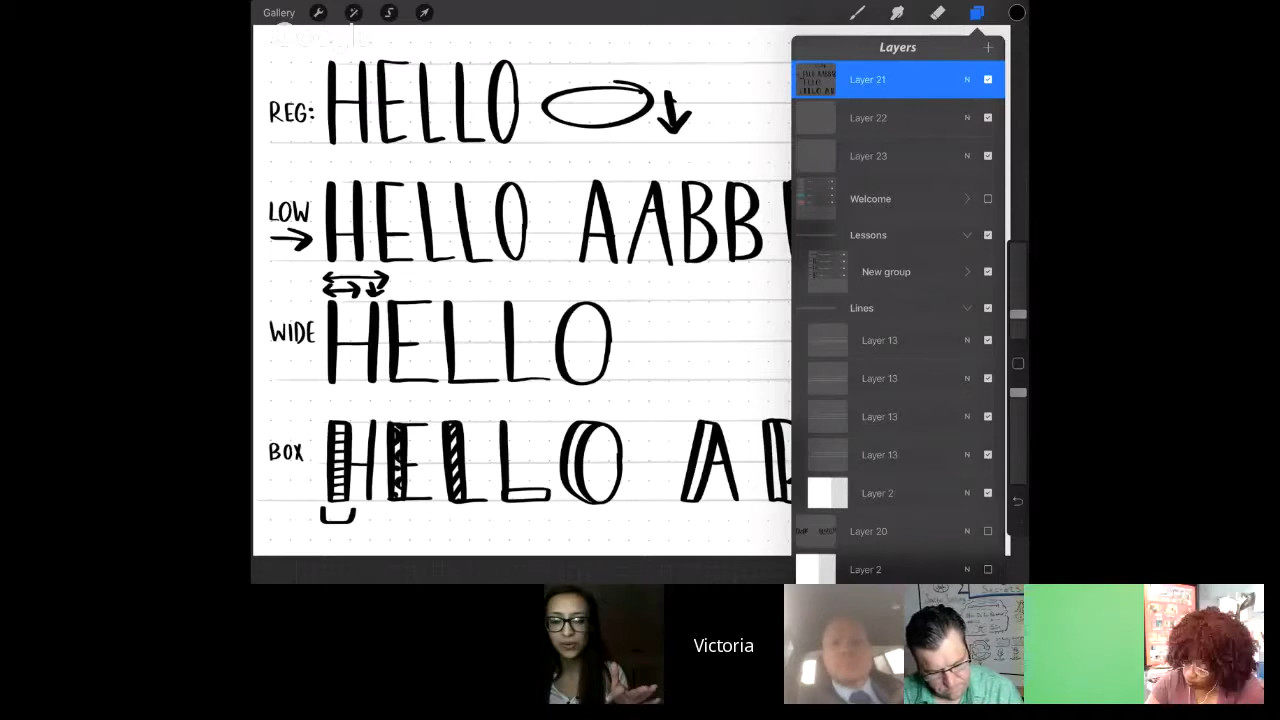 Gallery
Google
Layers
REG: HELLO
Layer 21 N
Layer 22 N
Layer 23 N
LOW HELLO AABB
Welcome
Lessons
New group
Lines
WIDE HELLO
Layer 13 N
Layer 13 N
Layer 13 N
Layer 13 N
BOX HELLO A
Layer 2 N
Layer 20 N
Layer 2 N
Victoria